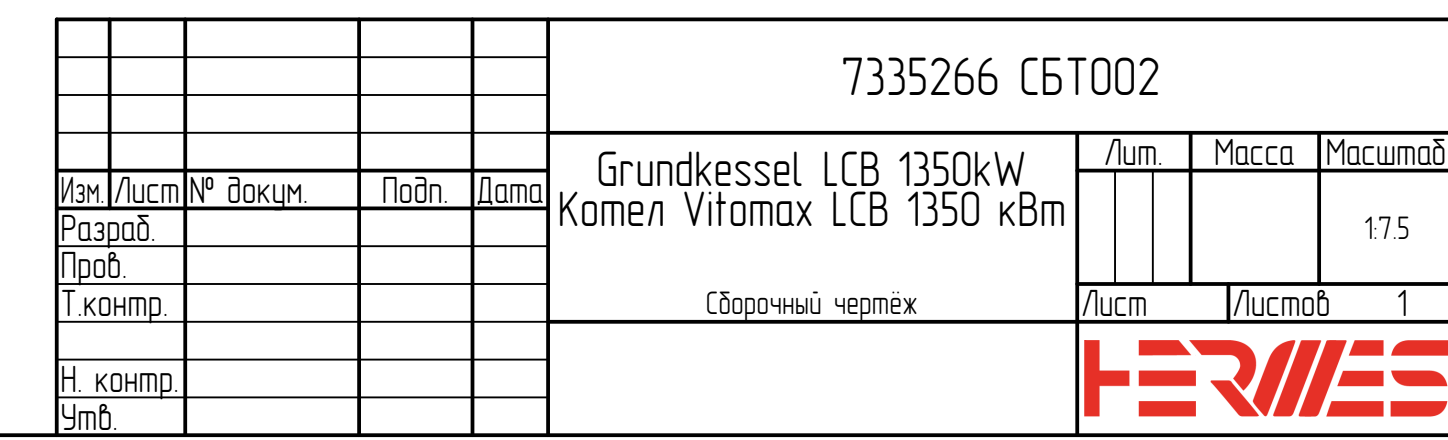 7335266 СБТ002
Grundkessel LCB 1350kW
Котел Vitomax LCB 1350 кВт
Сборочный чертёж
Лит. Масса Масштаб
1:7.5
Лист Листов 1
Изм. Лист № докум. Подп. Дата
Разраб.
Пров.
Т.контр.
Н. контр.
Утв.
HERMES